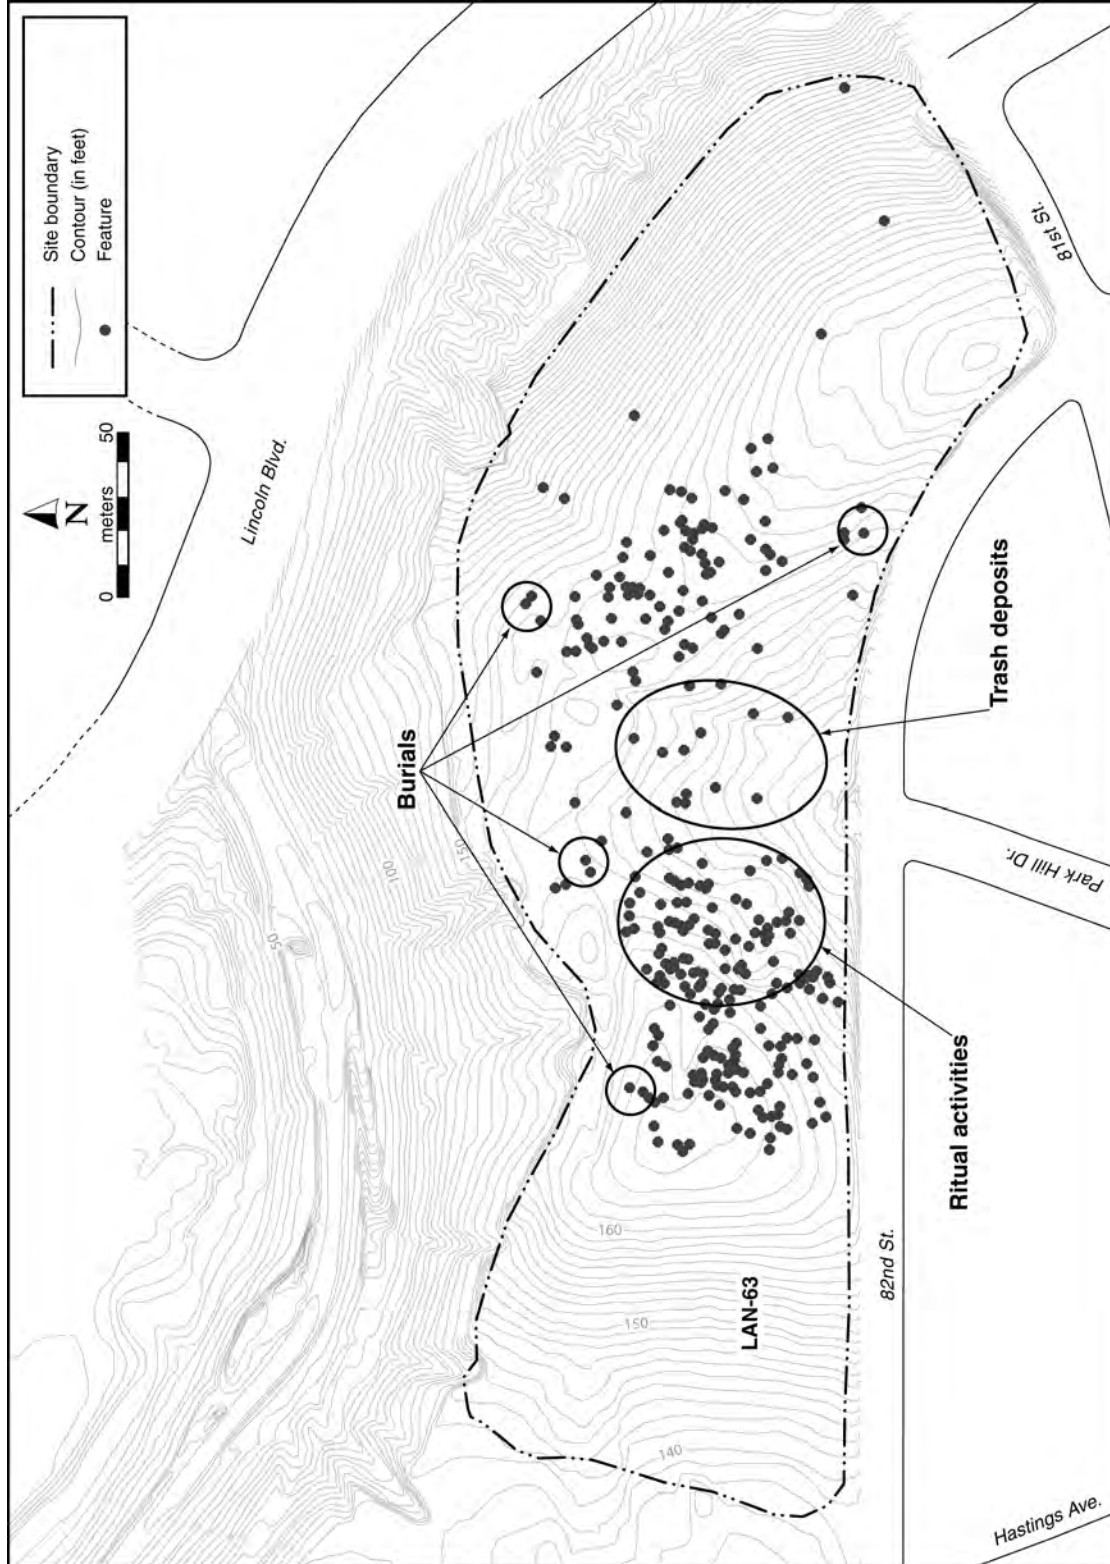 Site boundary
Contour (in feet)
Feature
N
0
50
meters
Lincoln Blvd.
Burials
150
100
50
160
150
140
LAN-63
Trash deposits
Ritual activities
81st St.
Park Hill Dr.
82nd St.
Hastings Ave.